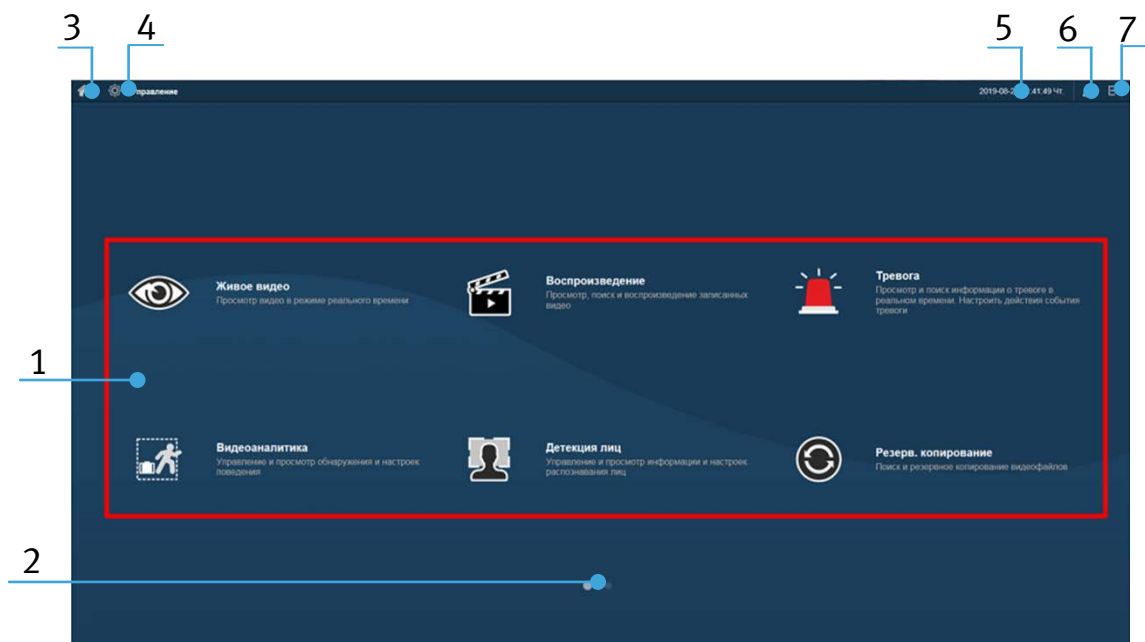 3
4
5
6
7
2019-08-2 :41:49 Чт.
Живое видео
Просмотр видео в режиме реального времени
Воспроизведение
Просмотр, поиск и воспроизведение записанных
видео
Тревога
Просмотр и поиск информации о тревоге в
реальном времени. Настроить действия события
тревоги
1
Видеоаналитика
Управление и просмотр обнаружения и настроек
поведения
Детекция лиц
Управление и просмотр информации и настроек
распознавания лиц
Резерв. копирование
Поиск и резервное копирование видеофайлов
2